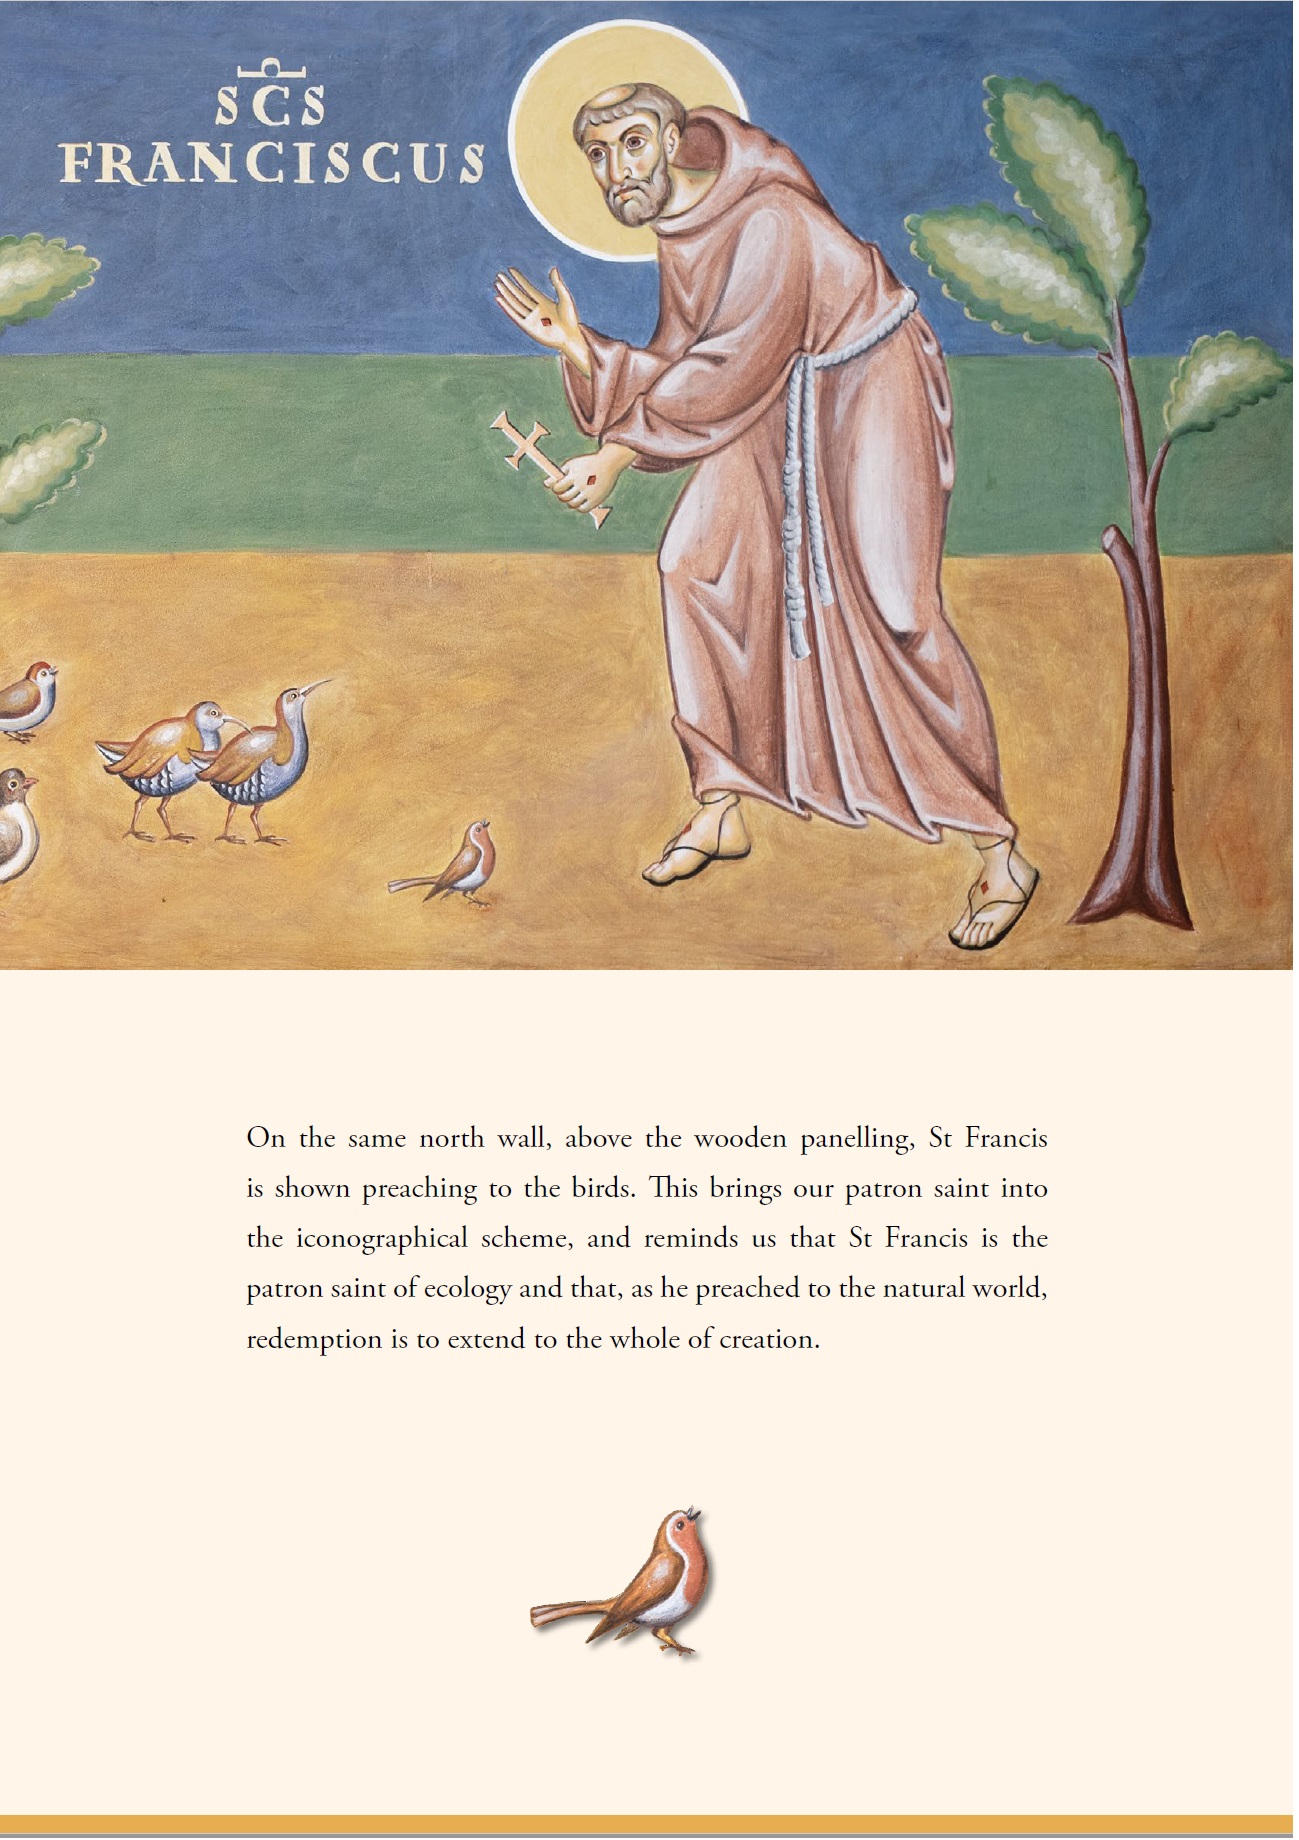 SCS
FRANCISCUS
On the same north wall, above the wooden panelling, St Francis
is shown preaching to the birds. This brings our patron saint into
the iconographical scheme, and reminds us that St Francis is the
patron saint of ecology and that, as he preached to the natural world,
redemption is to extend to the whole of creation.